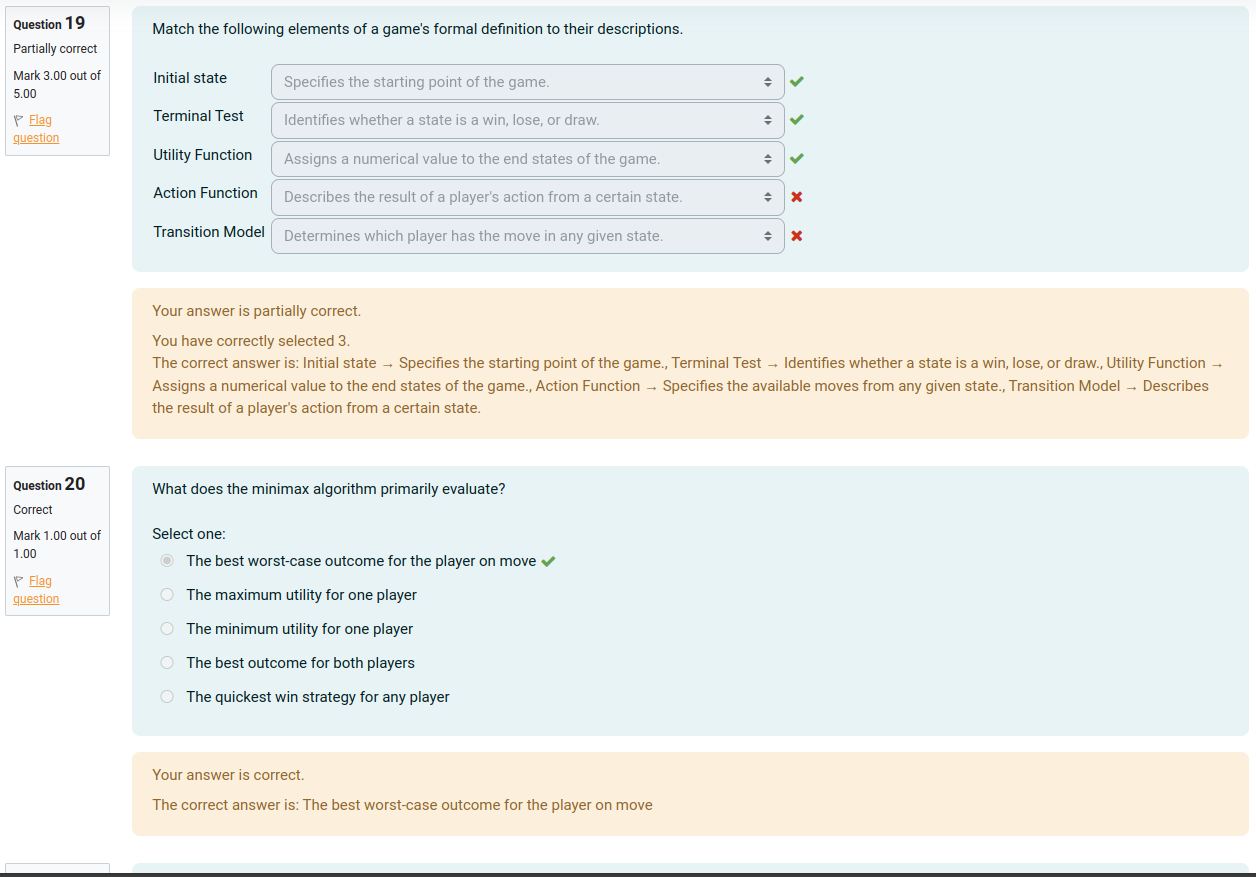 Question 19
Partially correct
Mark 3.00 out of
5.00
Flag
question
Match the following elements of a game's formal definition to their descriptions.
Initial state
Specifies the starting point of the game.
Terminal Test
Identifies whether a state is a win, lose, or draw.
Utility Function
Assigns a numerical value to the end states of the game.
Action Function
Describes the result of a player's action from a certain state.
Transition Model
Determines which player has the move in any given state.
Your answer is partially correct.
You have correctly selected 3.
The correct answer is: Initial state → Specifies the starting point of the game., Terminal Test → Identifies whether a state is a win, lose, or draw., Utility Function →
Assigns a numerical value to the end states of the game., Action Function → Specifies the available moves from any given state., Transition Model → Describes
the result of a player's action from a certain state.
Question 20
Correct
Mark 1.00 out of
1.00
Flag
question
What does the minimax algorithm primarily evaluate?
Select one:
The best worst-case outcome for the player on move
The maximum utility for one player
The minimum utility for one player
The best outcome for both players
The quickest win strategy for any player
Your answer is correct.
The correct answer is: The best worst-case outcome for the player on move